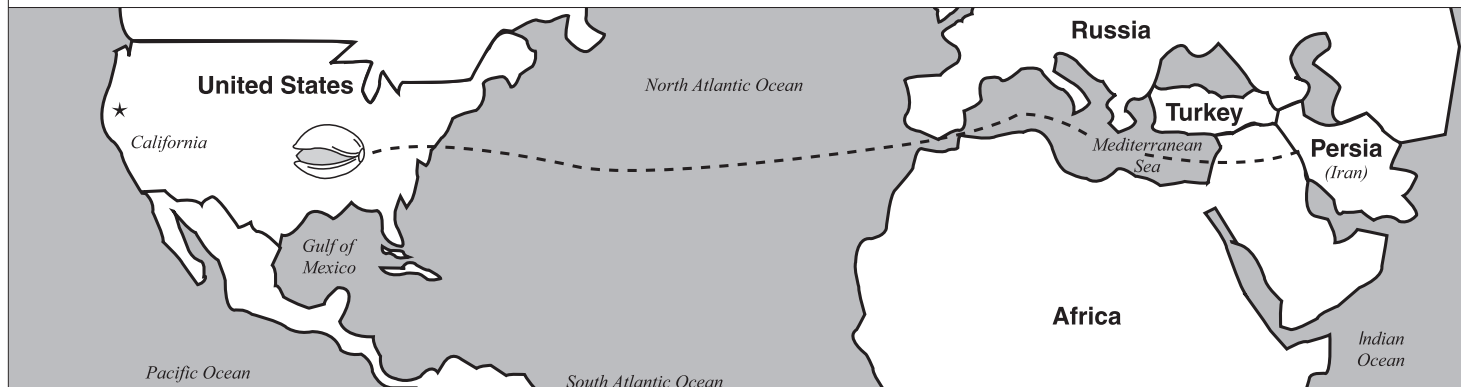 Russia
United States
North Atlantic Ocean
Turkey
California
Mediterranean
Sea
Persia
(Iran)
Gulf of
Mexico
Africa
Indian
Ocean
Pacific Ocean
South Atlantic Ocean